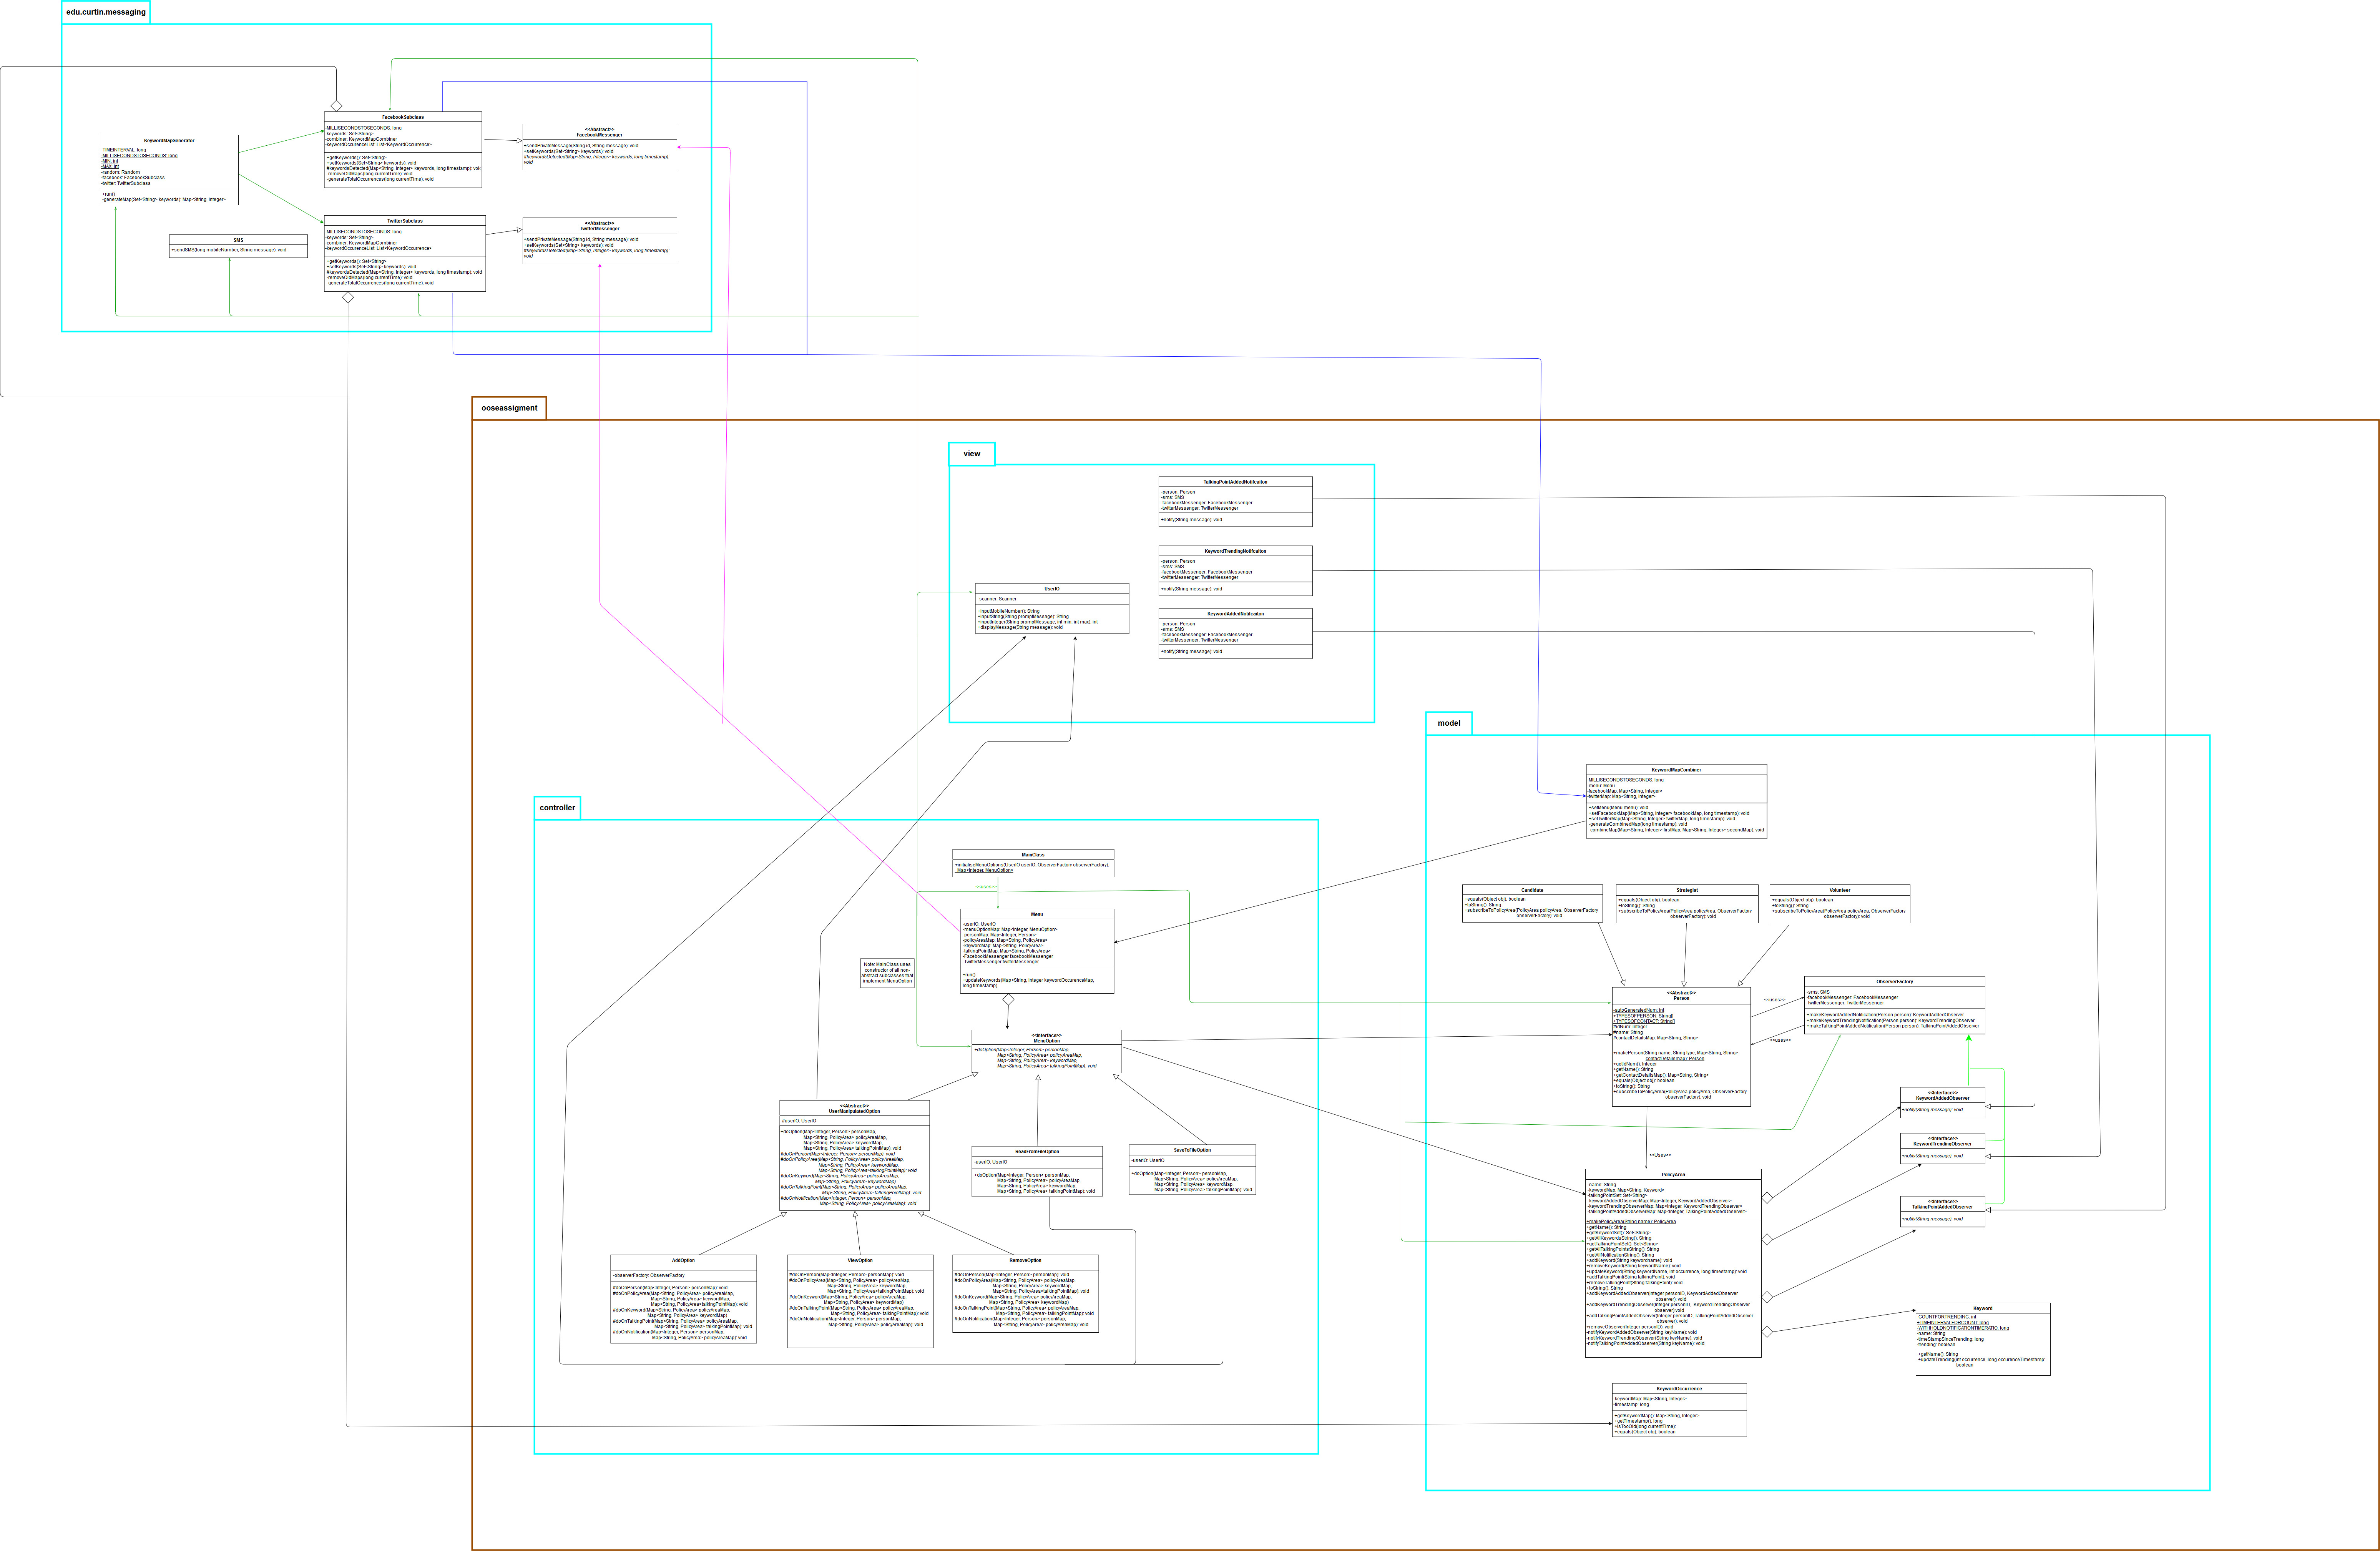 edu.curtin.messaging
KeywordMapGenerator
-TIMEINTERVAL: long
-MILLISECONDSTOSECONDS: long
-MIN: int
-MAX: int
-random: Random
-facebook: FacebookSubclass
-twitter: TwitterSubclass
+run()
-generateMap(Set<String> keywords): Map<String, Integer>
SMS
+sendSMS(long mobileNumber, String message): void
FacebookSubclass
-MILLISECONDSTOSECONDS: long
-keywords: Set<String>
-combiner: KeywordMapCombiner
-keywordOccurenceList: List<KeywordOccurrence>
+getKeywords(): Set<String>
+setKeywords(Set<String> keywords): void
#keywordsDetected(Map<String, Integer> keywords, long timestamp): voi
-removeOldMaps(long currentTime): void
-generateTotalOccurrences(long currentTime): void
<<Abstract>>
FacebookMessenger
+sendPrivateMessage(String id, String message): void
+setKeywords(Set<String> keywords): void
#keywordsDetected(Map<String, Integer> keywords, long timestamp):
void
TwitterSubclass
-MILLISECONDSTOSECONDS: long
-keywords: Set<String>
-combiner: KeywordMapCombiner
-keywordOccurenceList: List<KeywordOccurrence>
+getKeywords(): Set<String>
+setKeywords(Set<String> keywords): void
#keywordsDetected(Map<String, Integer> keywords, long timestamp): void
-removeOldMaps(long currentTime): void
-generateTotalOccurrences(long currentTime): void
<<Abstract>>
TwitterMessenger
+sendPrivateMessage(String id, String message): void
+setKeywords(Set<String> keywords): void
#keywordsDetected(Map<String, Integer> keywords, long timestamp):
void
ooseassigment
view
TalkingPointAddedNotifcaiton
-person: Person
-sms: SMS
-facebookMessenger: FacebookMessenger
-twitterMessenger: TwitterMessenger
+notify(String message): void
KeywordTrendingNotifcaiton
-person: Person
-sms: SMS
-facebookMessenger: FacebookMessenger
-twitterMessenger: TwitterMessenger
+notify(String message): void
KeywordAddedNotifcaiton
-person: Person
-sms: SMS
-facebookMessenger: FacebookMessenger
-twitterMessenger: TwitterMessenger
+notify(String message): void
UserIO
-scanner: Scanner
+inputMobileNumber(): String
+inputString(String promptMessage): String
+inputInteger(String promptMessage, int min, int max): int
+displayMessage(String message): void
controller
MainClass
+initialiseMenuOptions(UserIO userIO, ObserverFactory observerFactory):
Map<Integer, MenuOption>
<<uses>>
Menu
-userIO: UserIO
-menuOptionMap: Map<Integer, MenuOption>
-personMap: Map<Integer, Person>
-policyAreaMap: Map<String, PolicyArea>
-keywordMap: Map<String, PolicyArea>
-talkingPointMap: Map<String, PolicyArea>
-FacebookMessenger facebookMessenger
-TwitterMessenger twitterMessenger
+run()
+updateKeywords(Map<String, Integer keywordOccurenceMap,
long timestamp)
Note: MainClass uses
constructor of all non-
abstract subclasses that
implement MenuOption
<<Interface>>
MenuOption
+doOption(Map<Integer, Person> personMap,
Map<String, PolicyArea> policyAreaMap,
Map<String, PolicyArea> keywordMap,
Map<String, PolicyArea> talkingPointMap): void
<<Abstract>>
UserManipulatedOption
#userIO: UserIO
+doOption(Map<Integer, Person> personMap,
Map<String, PolicyArea> policyAreaMap,
Map<String, PolicyArea> keywordMap,
Map<String, PolicyArea> talkingPointMap): void
#doOnPerson(Map<Integer, Person> personMap): void
#doOnPolicyArea(Map<String, PolicyArea> policyAreaMap,
Map<String, PolicyArea> keywordMap,
Map<String, PolicyArea>talkingPointMap): void
#doOnKeyword(Map<String, PolicyArea> policyAreaMap,
Map<String, PolicyArea> keywordMap)
#doOnTalkingPoint(Map<String, PolicyArea> policyAreaMap,
Map<String, PolicyArea> talkingPointMap): void
#doOnNotification(Map<Integer, Person> personMap,
Map<String, PolicyArea> policyAreaMap): void
ReadFromFileOption
-userIO: UserIO
+doOption(Map<Integer, Person> personMap,
Map<String, PolicyArea> policyAreaMap,
Map<String, PolicyArea> keywordMap,
Map<String, PolicyArea> talkingPointMap): void
SaveToFileOption
-userIO: UserIO
+doOption(Map<Integer, Person> personMap,
Map<String, PolicyArea> policyAreaMap,
Map<String, PolicyArea> keywordMap,
Map<String, PolicyArea> talkingPointMap): void
AddOption
-observerFactory: ObserverFactory
#doOnPerson(Map<Integer, Person> personMap): void
#doOnPolicyArea(Map<String, PolicyArea> policyAreaMap,
Map<String, PolicyArea> keywordMap,
Map<String, PolicyArea>talkingPointMap): void
#doOnKeyword(Map<String, PolicyArea> policyAreaMap,
Map<String, PolicyArea> keywordMap)
#doOnTalkingPoint(Map<String, PolicyArea> policyAreaMap,
Map<String, PolicyArea> talkingPointMap): void
#doOnNotification(Map<Integer, Person> personMap,
Map<String, PolicyArea> policyAreaMap): void
ViewOption
#doOnPerson(Map<Integer, Person> personMap): void
#doOnPolicyArea(Map<String, PolicyArea> policyAreaMap,
Map<String, PolicyArea> keywordMap,
Map<String, PolicyArea>talkingPointMap): void
#doOnKeyword(Map<String, PolicyArea> policyAreaMap,
Map<String, PolicyArea> keywordMap)
#doOnTalkingPoint(Map<String, PolicyArea> policyAreaMap,
Map<String, PolicyArea> talkingPointMap): void
#doOnNotification(Map<Integer, Person> personMap,
Map<String, PolicyArea> policyAreaMap): void
RemoveOption
#doOnPerson(Map<Integer, Person> personMap): void
#doOnPolicyArea(Map<String, PolicyArea> policyAreaMap,
Map<String, PolicyArea> keywordMap,
Map<String, PolicyArea>talkingPointMap): void
#doOnKeyword(Map<String, PolicyArea> policyAreaMap,
Map<String, PolicyArea> keywordMap)
#doOnTalkingPoint(Map<String, PolicyArea> policyAreaMap,
Map<String, PolicyArea> talkingPointMap): void
#doOnNotification(Map<Integer, Person> personMap,
Map<String, PolicyArea> policyAreaMap): void
model
KeywordMapCombiner
-MILLISECONDSTOSECONDS: long
-menu: Menu
-facebookMap: Map<String, Integer>
-twitterMap: Map<String, Integer>
+setMenu(Menu menu): void
+setFacebookMap(Map<String, Integer> facebookMap, long timestamp): void
+setTwitterMap(Map<String, Integer> twitterMap, long timestamp): void
-generateCombinedMap(long timestamp): void
-combineMap(Map<String, Integer> firstMap, Map<String, Integer> secondMap): void
Candidate
+equals(Object obj): boolean
+toString(): String
+subscribeToPolicyArea(PolicyArea policyArea, ObserverFactory
observerFactory): void
Strategist
+equals(Object obj): boolean
+toString(): String
+subscribeToPolicyArea(PolicyArea policyArea, ObserverFactory
observerFactory): void
Volunteer
+equals(Object obj): boolean
+toString(): String
+subscribeToPolicyArea(PolicyArea policyArea, ObserverFactory
observerFactory): void
<<Abstract>>
Person
-autoGeneratedNum: int
+TYPESOFPERSON: String[]
+TYPESOFCONTACT: String[]
#idNum: Integer
#name: String
#contactDetailsMap: Map<String, String>
+makePerson(String name, String type, Map<String, String>
contactDetailsmap): Person
+getIdNum(): Integer
+getName(): String
+getContactDetailsMap(): Map<String, String>
+equals(Object obj): boolean
+toString(): String
+subscribeToPolicyArea(PolicyArea policyArea, ObserverFactory
observerFactory): void
<<uses>>
<<uses>>
<<Uses>>
ObserverFactory
-sms: SMS
-facebookMessenger: FacebookMessenger
-twitterMessenger: TwitterMessenger
+makeKeywordAddedNotification(Person person): KeywordAddedObserver
+makeKeywordTrendingNotification(Person person): KeywordTrendingObserver
+makeTalkingPointAddedNotification(Person person): TalkingPointAddedObserver
<<Interface>>
KeywordAddedObserver
+notify(String message): void
<<Interface>>
KeywordTrendingObserver
+notify(String message): void
<<Interface>>
TalkingPointAddedObserver
+notify(String message): void
PolicyArea
-name: String
-keywordMap: Map<String, Keyword>
-talkingPointSet: Set<String>
-keywordAddedObserverMap: Map<Integer, KeywordAddedObserver>
-keywordTrendingObserverMap: Map<Integer, KeywordTrendingObserver>
-talkingPointAddedObserverMap: Map<Integer, TalkingPointAddedObserver>
+makePolicyArea(String name): PolicyArea
+getName(): String
+getKeywordSet(): Set<String>
+getAllKeywordsString(): String
+getTalkingPointSet(): Set<String>
+getAllTalkingPointsString(): String
+getAllNotificationString(): String
+addKeyword(String keywordname): void
+removeKeyword(String keywordName): void
+updateKeyword(String keywordName, int occurrence, long timestamp): void
+addTalkingPoint(String talkingPoint): void
+removeTalkingPoint(String talkingPoint): void
+toString(): String
+addKeywordAddedObserver(Integer personID, KeywordAddedObserver
observer): void
+addKeywordTrendingObserver(Integer personID, KeywordTrendingObserver
observer):void
+addTalkingPointAddedObserver(Integer personID, TalkingPointAddedObserver
observer): void
+removeObserver(Integer personID): void
-notifyKeywordAddedObserver(String keyName): void
-notifyKeywordTrendingObserver(String keyName): void
-notifyTalkingPointAddedObserver(String keyName): void
Keyword
-COUNTFORTRENDING: int
+TIMEINTERVALFORCOUNT: long
-WITHHOLDNOTIFICATIONTIMERATIO: long
-name: String
-timeStampSinceTrending: long
-trending: boolean
+getName(): String
+updateTrending(int occurrence, long occurenceTimestamp
boolean
KeywordOccurrence
-keywordMap: Map<String, Integer>
-timestamp: long
+getKeywordMap(): Map<String, Integer>
+getTimestamp(): long
+isTooOld(long currentTime)
+equals(Object obj): boolean